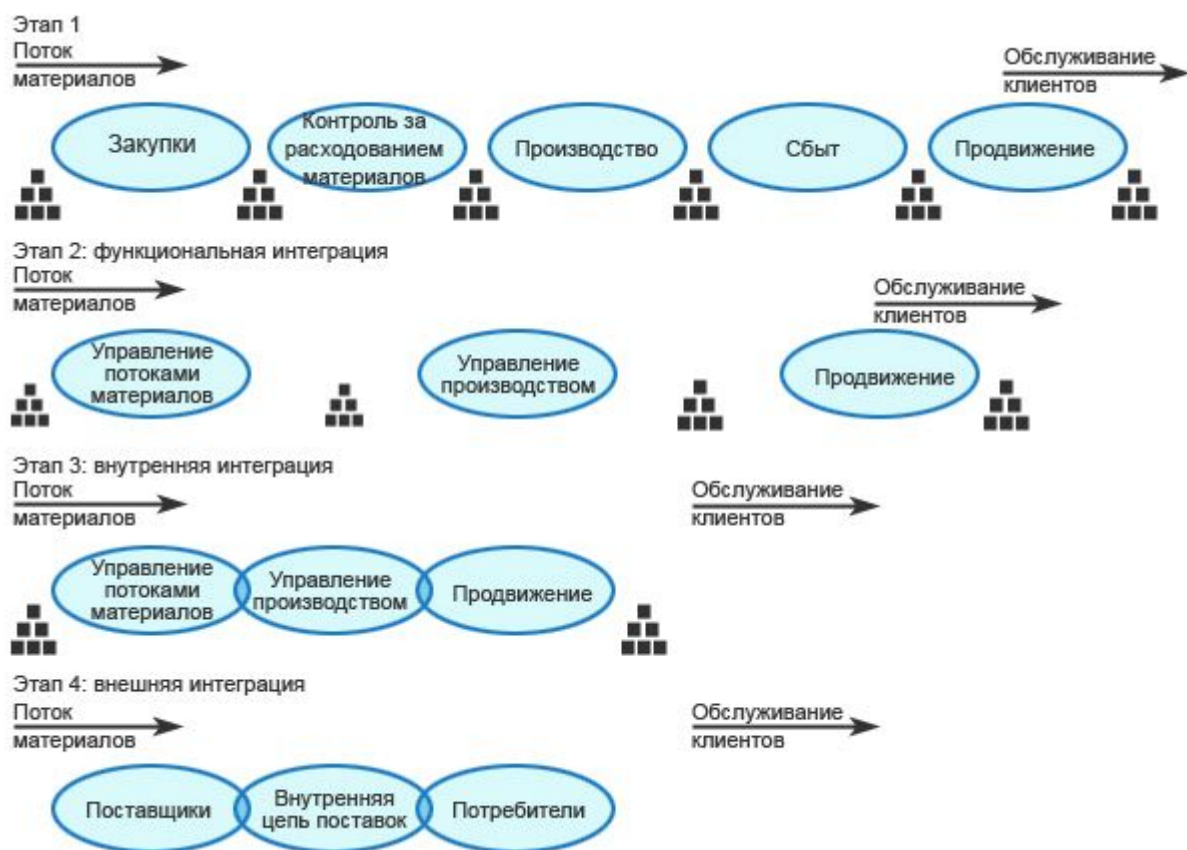 Этап 1
Поток
материалов
Обслуживание
клиентов
Закупки
Контроль за
расходованием
материалов
Производство
Сбыт
Продвижение
Этап 2: функциональная интеграция
Поток
материалов
Обслуживание
клиентов
Управление
потоками
материалов
Управление
производством
Продвижение
Этап 3: внутренняя интеграция
Поток
материалов
Обслуживание
клиентов
Управление
потоками
материалов
Управление
производством
Продвижение
Этап 4: внешняя интеграция
Поток
материалов
Обслуживание
клиентов
Поставщики
Внутренняя
цепь поставок
Потребители